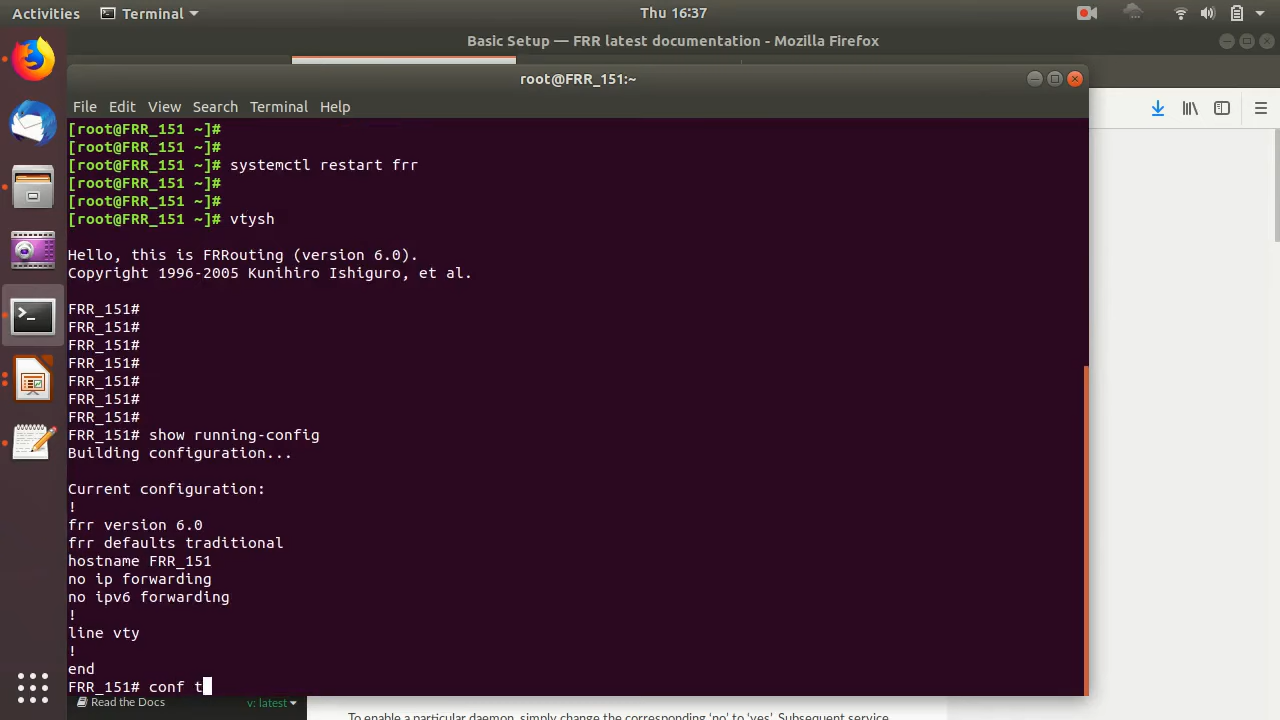 Activities Terminal Thu 16:37
Basic Setup — FRR latest documentation - Mozilla Firefox
root@FRR_151:~
File Edit View Search Terminal Help
[root@FRR_151 ~]#
[root@FRR_151 ~]#
[root@FRR_151 ~]# systemctl restart frr
[root@FRR_151 ~]#
[root@FRR_151 ~]#
[root@FRR_151 ~]# vtysh
Hello, this is FRRouting (version 6.0).
Copyright 1996-2005 Kunihiro Ishiguro, et al.
FRR_151#
FRR_151#
FRR_151#
FRR_151#
FRR_151#
FRR_151#
FRR_151#
FRR_151# show running-config
Building configuration...
Current configuration:
!
frr version 6.0
frr defaults traditional
hostname FRR_151
no ip forwarding
no ipv6 forwarding
!
line vty
!
end
FRR_151# conf t
Read the Docs v: latest
To enable a particular daemon, simply change the corresponding 'no' to 'yes'. Subsequent service